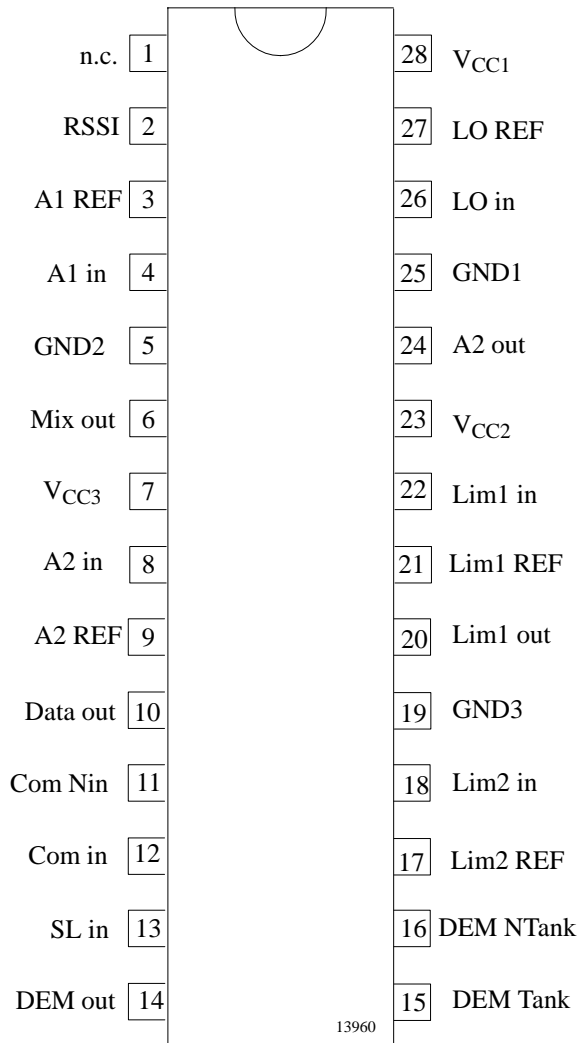 n.c. 1 28 VCC1
RSSI 2 27 LO REF
A1 REF 3 26 LO in
A1 in 4 25 GND1
GND2 5 24 A2 out
Mix out 6 23 VCC2
VCC3 7 22 Lim1 in
A2 in 8 21 Lim1 REF
A2 REF 9 20 Lim1 out
Data out 10 19 GND3
Com Nin 11 18 Lim2 in
Com in 12 17 Lim2 REF
SL in 13 16 DEM NTank
DEM out 14 15 DEM Tank
13960